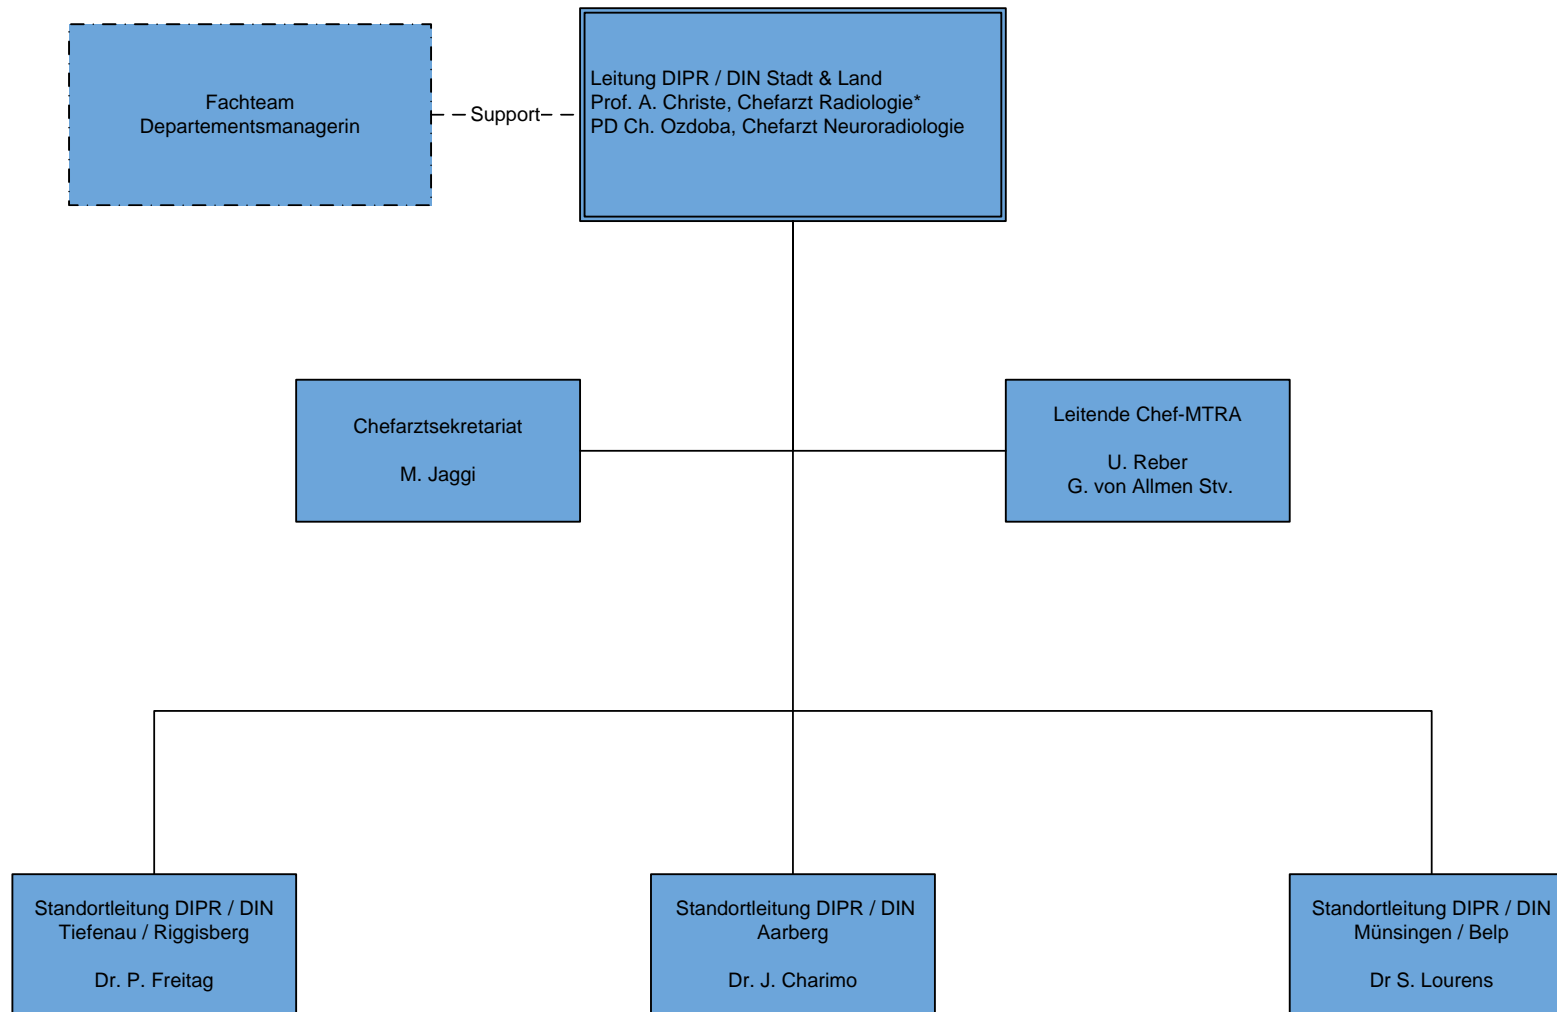 Fachteam
Departementsmanagerin
Support
Leitung DIPR / DIN Stadt & Land
Prof. A. Christe, Chefarzt Radiologie*
PD Ch. Ozdoba, Chefarzt Neuroradiologie
Chefarztsekretariat
M. Jaggi
Leitende Chef-MTRA
U. Reber
G. von Allmen Stv.
Standortleitung DIPR / DIN
Tiefenau / Riggisberg
Dr. P. Freitag
Standortleitung DIPR / DIN
Aarberg
Dr. J. Charimo
Standortleitung DIPR / DIN
Münsingen / Belp
Dr S. Lourens